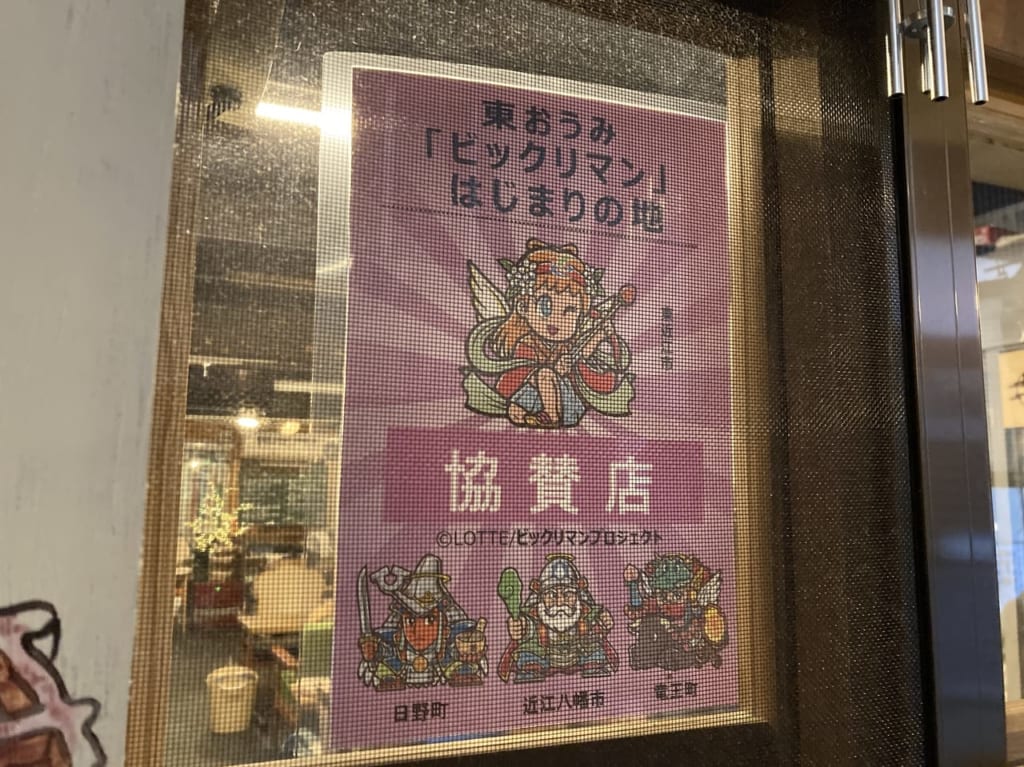 東おうみ
「ビックリマン」
はじまりの地
協賛店
©LOTTE/ビックリマンプロジェクト
日野町
近江八幡市
竜王町